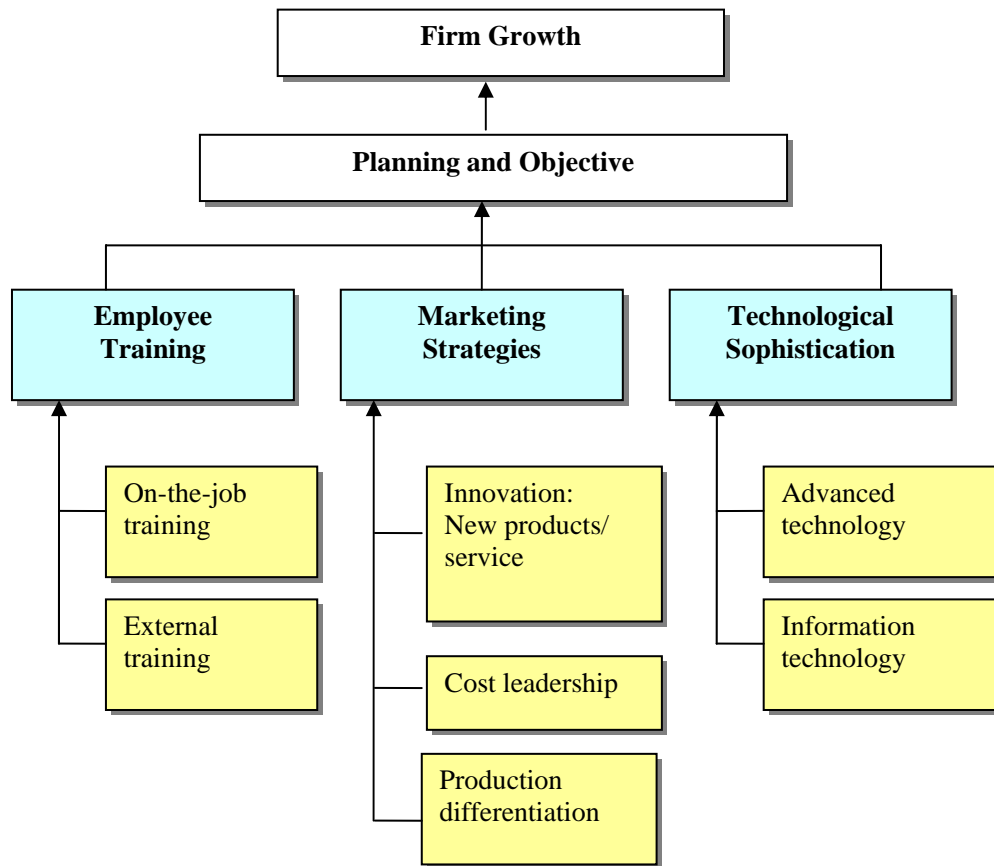 Firm Growth
Planning and Objective
Employee
Training
Marketing
Strategies
Technological
Sophistication
On-the-job
training
External
training
Innovation:
New products/
service
Cost leadership
Production
differentiation
Advanced
technology
Information
technology